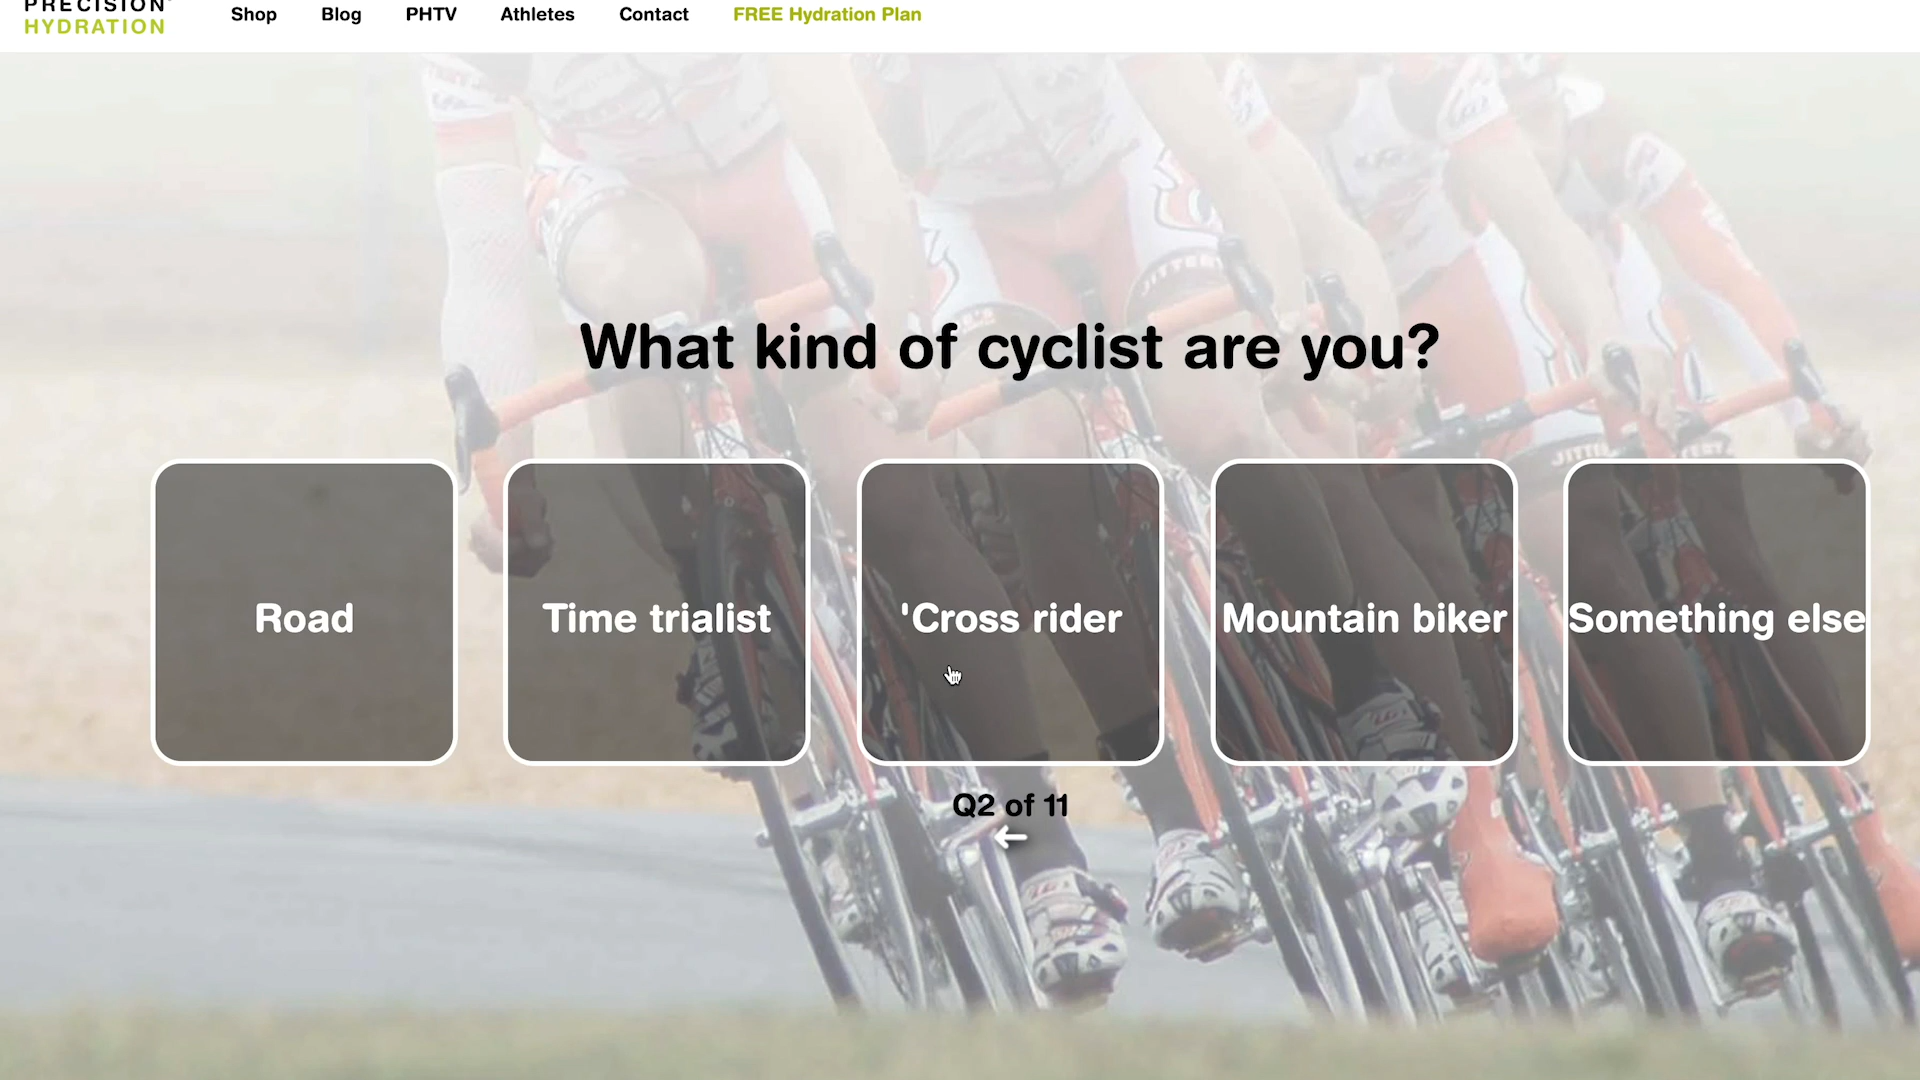 PRECISION
HYDRATION
Shop Blog PHTV Athletes Contact FREE Hydration Plan
What kind of cyclist are you?
Road
Time trialist
'Cross rider
Mountain biker
Something else
Q2 of 11
JITTERY